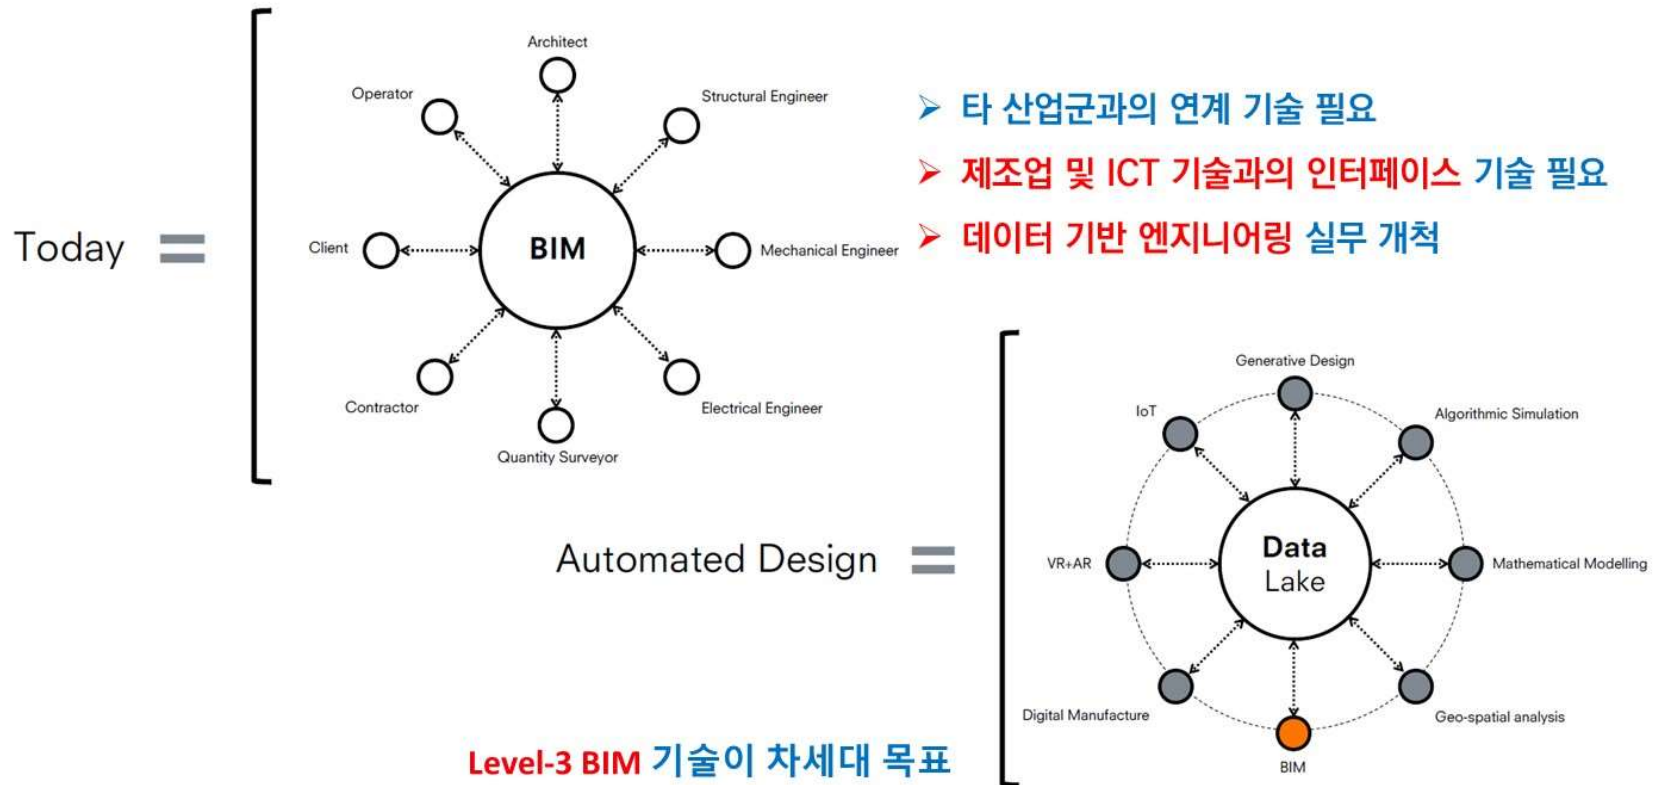 Architect
Operator
Structural Engineer
Today =
Client
BIM
Mechanical Engineer
Contractor
Electrical Engineer
Quantity Surveyor
➢ 타 산업군과의 연계 기술 필요
➢ 제조업 및 ICT 기술과의 인터페이스 기술 필요
➢ 데이터 기반 엔지니어링 실무 개척
Automated Design =
Generative Design
IoT
Algorithmic Simulation
VR+AR
Data
Lake
Mathematical Modelling
Digital Manufacture
Geo-spatial analysis
BIM
Level-3 BIM 기술이 차세대 목표